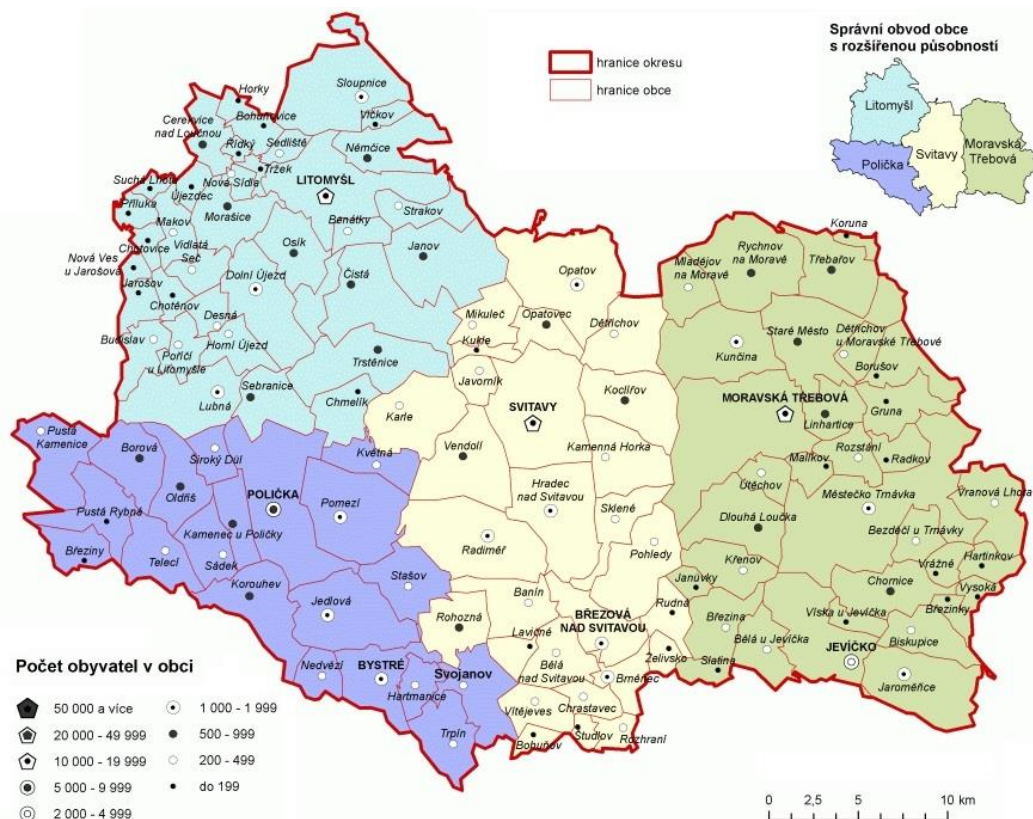 Správní obvod obce
s rozšířenou působností
hranice okresu
hranice obce
Litomyšl
Svitavy
Moravská
Třebová
Polička
Horky
Sloupnice
Bohuňovice
Vlčkov
Cerekvice
nad Loučnou
Řídký
Sedliště
Němčice
Tržek
Suchá Lhota
Újezdec
Nová Sídla
LITOMYŠL
Příluka
Morašice
Strakov
Makov
Benátky
Chotovice
Vidlatá
Seč
Osík
Janov
Nová Ves
u Jarošova
Jarošov
Dolní Újezd
Čistá
Chotěnov
Desná
Budislav
Horní Újezd
Poříčí
u Litomyšle
Trstěnice
Sebranice
Chmelík
Lubná
Koruna
Rychnov
na Moravě
Třebařov
Mladějov
na Moravě
Opatov
Mikuleč
Opatovec
Dětřichov
Kukle
Staré Město
Dětřichov
u Moravské Třebové
Kunčina
Borušov
Javorník
Koclířov
MORAVSKÁ TŘEBOVÁ
Karle
SVITAVY
Gruna
Linhartice
Pustá
Kamenice
Borová
Široký Důl
Květná
Vendolí
Kamenná Horka
Rozstání
Malíkov
Radkov
Útěchov
Oldřiš
POLIČKA
Pomezí
Hradec
nad Svitavou
Městečko Trnávka
Vranová Lhota
Sklené
Dlouhá Loučka
Pustá Rybná
Kamenec u Poličky
Bezděčí u Trnávky
Radiměř
Pohledy
Březiny
Telecí
Sádek
Křenov
Hartinkov
Vrážné
Korouhev
Stašov
Janůvky
Chornice
Vysoká
Banín
Jedlová
Rudná
Březinky
BŘEZOVÁ
NAD SVITAVOU
Rohozná
Březina
Víska u Jevíčka
Lavičné
Bělá u Jevíčka
JEVÍČKO
Biskupice
Nedvězí
BYSTRÉ
Svojanov
Bělá
nad Svitavou
Želivsko
Slatina
Brněnec
Jaroměřice
Hartmanice
Chrastavec
Vítějeves
Študlov
Rozhraní
Bohuňov
Trpín
Počet obyvatel v obci
50 000 a více
20 000 - 49 999
10 000 - 19 999
5 000 - 9 999
2 000 - 4 999
1 000 - 1 999
500 - 999
200 - 499
do 199
0 2,5 5 10 km